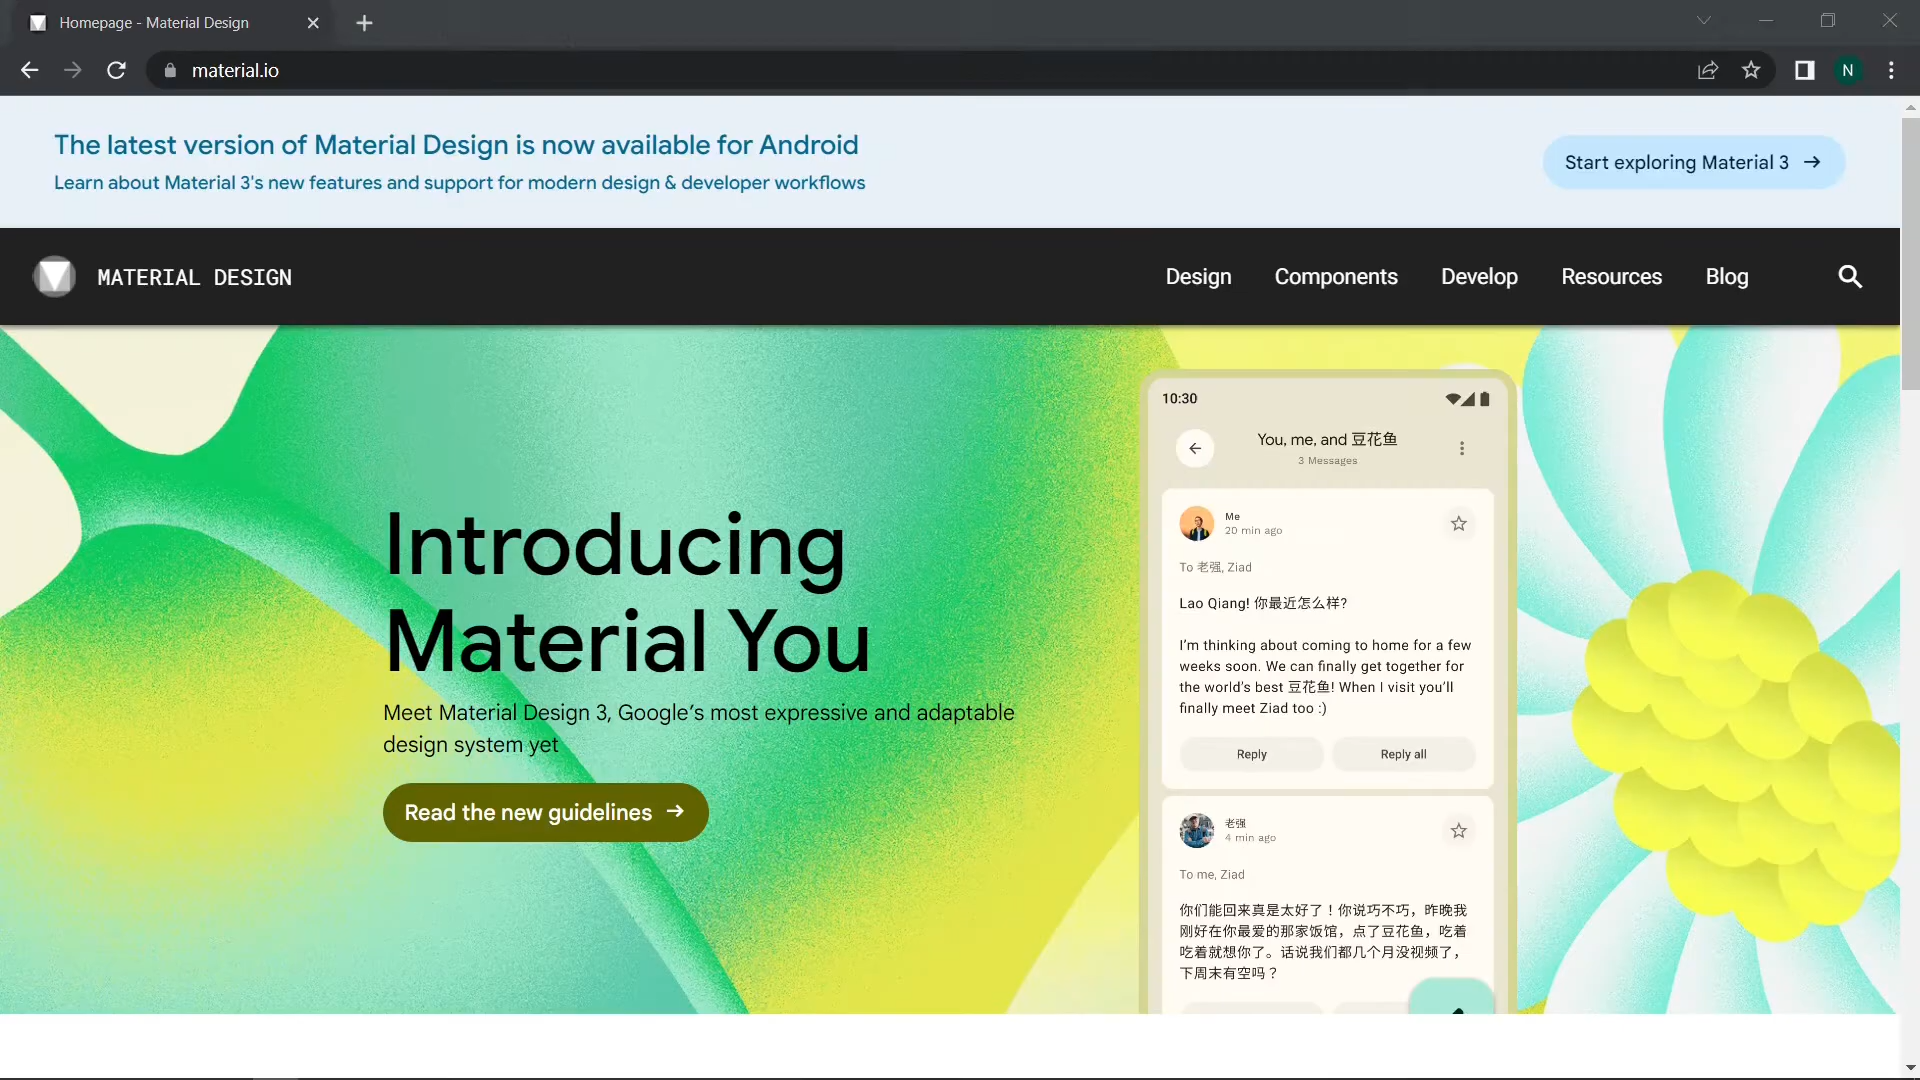 Homepage - Material Design
material.io
N
The latest version of Material Design is now available for Android
Learn about Material 3's new features and support for modern design & developer workflows
Start exploring Material 3
MATERIAL DESIGN
Design
Components
Develop
Resources
Blog
Introducing
Material You
Meet Material Design 3, Google’s most expressive and adaptable
design system yet
Read the new guidelines
10:30
You, me, and 豆花鱼
3 Messages
Me
20 min ago
To 老强, Ziad
Lao Qiang! 你最近怎么样?
I’m thinking about coming to home for a few
weeks soon. We can finally get together for
the world’s best 豆花鱼! When I visit you’ll
finally meet Ziad too :)
Reply
Reply all
老强
4 min ago
To me, Ziad
你们能回来真是太好了！你说巧不巧，昨晚我
刚好在你最爱的那家饭馆，点了豆花鱼，吃着
吃着就想你了。话说我们都几个月没视频了，
下周末有空吗？